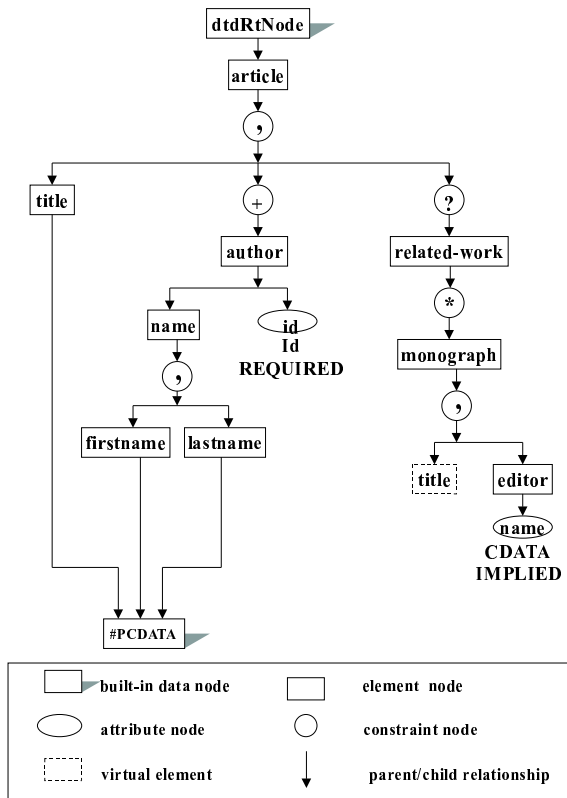 dtdRtNode
article
,
title
+
?
author
related-work
name
id
Id
REQUIRED
*
monograph
,
,
firstname
lastname
title
editor
name
CDATA
IMPLIED
#PCDATA
built-in data node
element node
attribute node
constraint node
virtual element
parent/child relationship